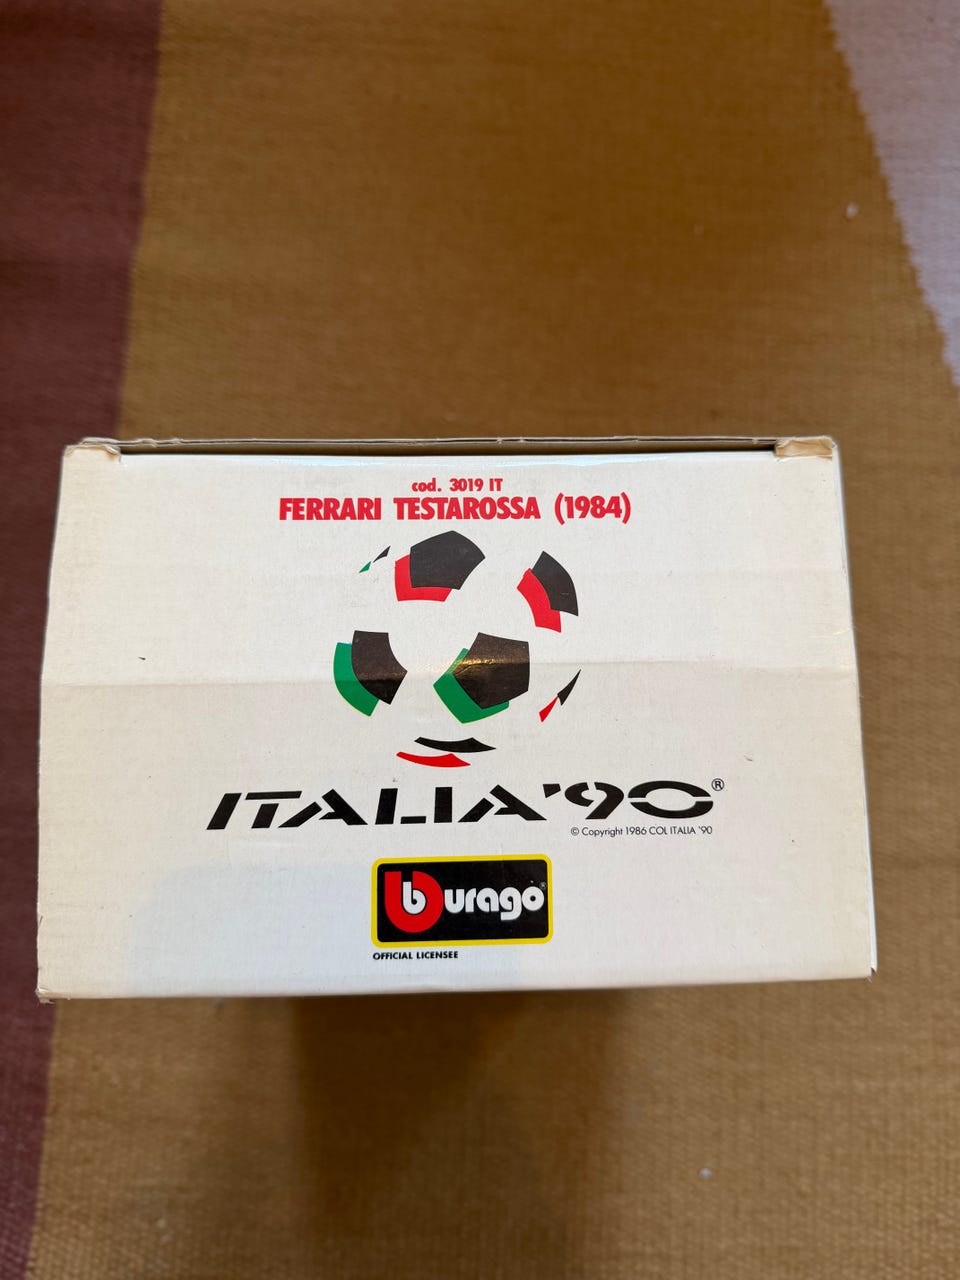 cod. 3019 IT
FERRARI TESTAROSSA (1984)
ITALIA '90®
© Copyright 1986 COL ITALIA '90
burago®
OFFICIAL LICENSEE